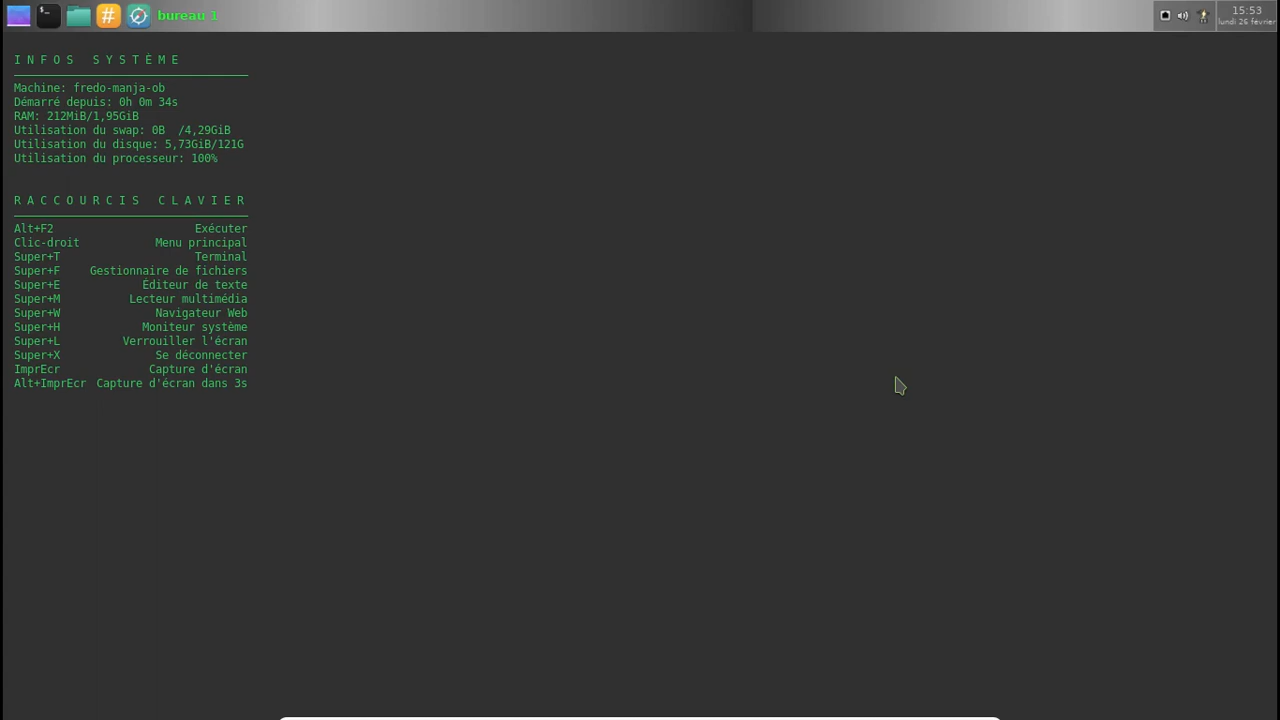 $_ # bureau 1
15:53
lundi 26 février
INFOS SYSTÈME
Machine: fredo-manja-ob
Démarré depuis: 0h 0m 34s
RAM: 212MiB/1,95GiB
Utilisation du swap: 0B /4,29GiB
Utilisation du disque: 5,73GiB/121G
Utilisation du processeur: 100%
RACCOURCIS CLAVIER
Alt+F2 Exécuter
Clic-droit Menu principal
Super+T Terminal
Super+F Gestionnaire de fichiers
Super+E Éditeur de texte
Super+M Lecteur multimédia
Super+W Navigateur Web
Super+H Moniteur système
Super+L Verrouiller l'écran
Super+X Se déconnecter
ImprEcr Capture d'écran
Alt+ImprEcr Capture d'écran dans 3s